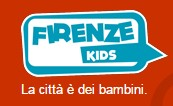 FIRENZE
KIDS
La città è dei bambini.